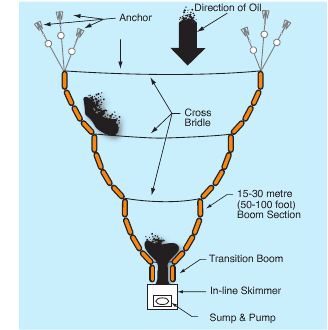 Direction of Oil
Anchor
Cross
Bridle
15-30 metre
(50-100 foot)
Boom Section
Transition Boom
In-line Skimmer
Sump & Pump